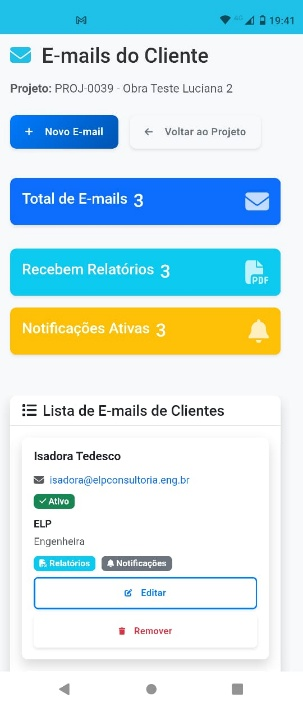 4G 19:41
E-mails do Cliente
Projeto: PROJ-0039 - Obra Teste Luciana 2
+ Novo E-mail
← Voltar ao Projeto
Total de E-mails 3
Recebem Relatórios 3
PDF
Notificações Ativas 3
Lista de E-mails de Clientes
Isadora Tedesco
isadora@elpconsultoria.eng.br
Ativo
ELP
Engenheira
Relatórios Notificações
Editar
Remover